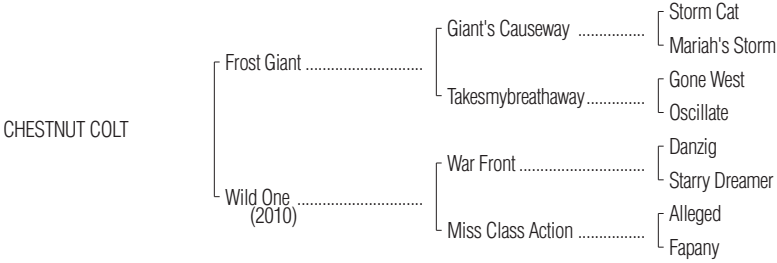 Storm Cat
Giant's Causeway ................
Mariah's Storm
Frost Giant ............................
Gone West
Takesmybreathaway..............
Oscillate
CHESTNUT COLT
Danzig
War Front ..............................
Starry Dreamer
Wild One ..............................
(2010)
Alleged
Miss Class Action ................
Fapany